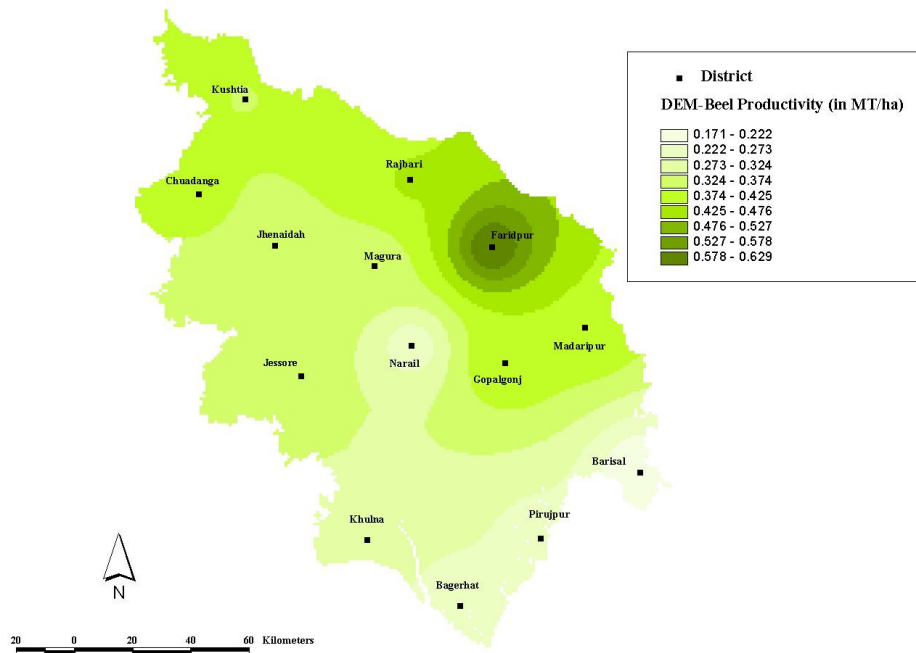 Kushtia
District
DEM-Beel Productivity (in MT/ha)
0.171 - 0.222
0.222 - 0.273
0.273 - 0.324
0.324 - 0.374
0.374 - 0.425
0.425 - 0.476
0.476 - 0.527
0.527 - 0.578
0.578 - 0.629
Rajbari
Chuadanga
Jhenaidah
Faridpur
Magura
Madaripur
Jessore
Narail
Gopalgonj
Barisal
Pirujpur
Khulna
Bagerhat
N
20 0 20 40 60 Kilometers